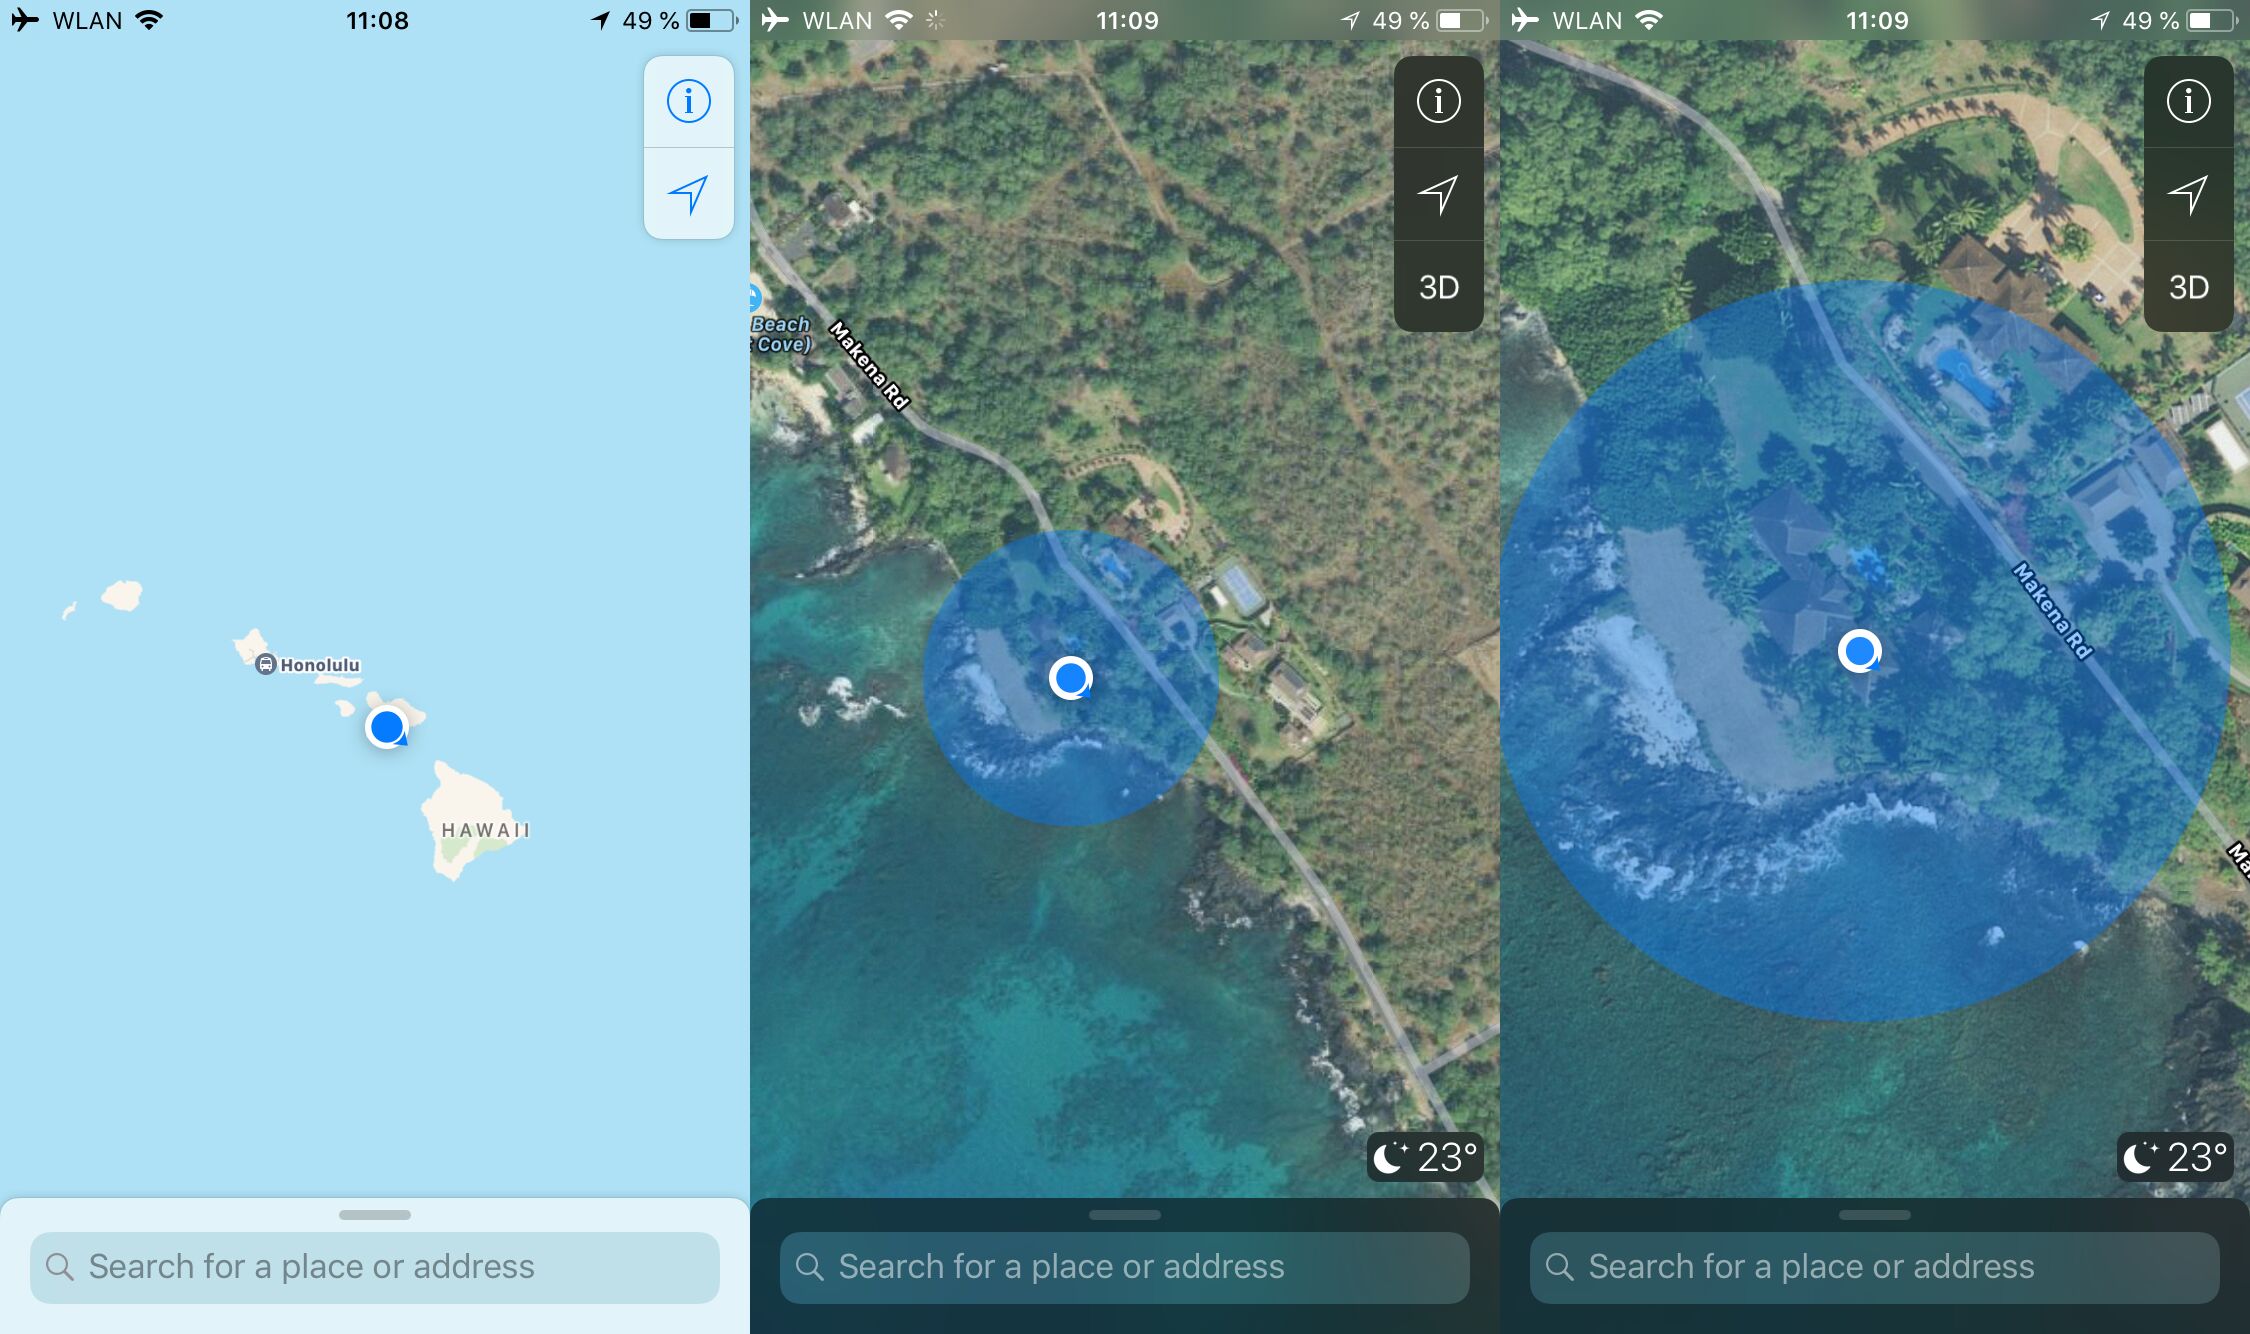 WLAN 11:08 49 %
Honolulu
HAWAII
Search for a place or address
WLAN 11:09 49 %
3D
Beach
Cove)
Makena Rd
23°
Search for a place or address
WLAN 11:09 49 %
3D
Makena Rd
23°
Search for a place or address